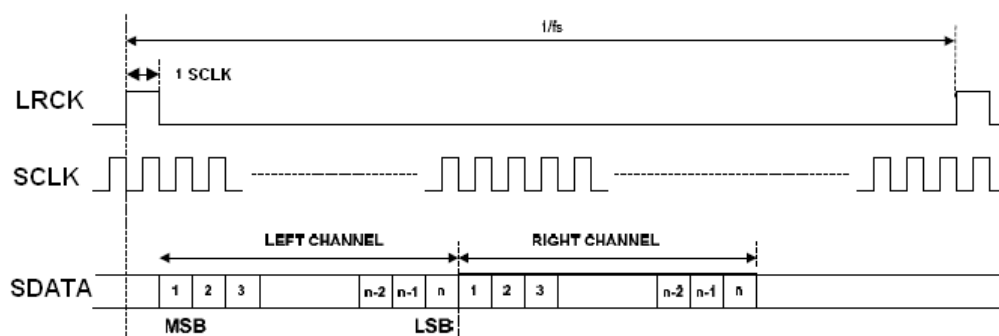 1/fs
1 SCLK
LRCK
SCLK
LEFT CHANNEL RIGHT CHANNEL
SDATA 1 2 3 n-2 n-1 n 1 2 3 n-2 n-1 n
MSB LSB